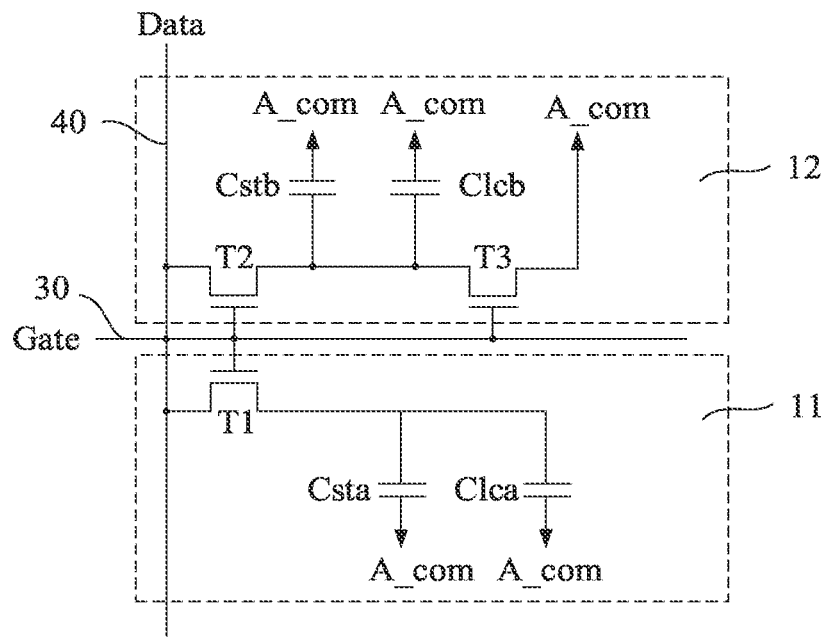 Data
40
A_com
A_com
A_com
Cstb
Clcb
12
T2
T3
30
Gate
T1
11
Csta
Clca
A_com
A_com